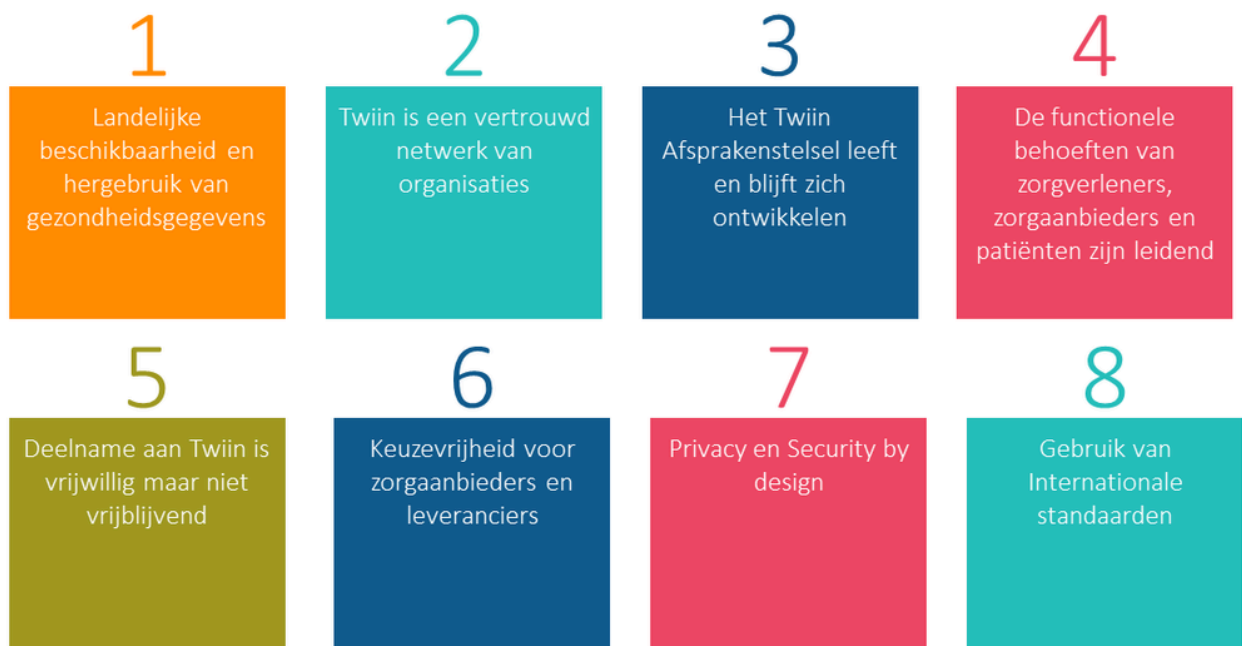 1
Landelijke
beschikbaarheid en
hergebruik van
gezondheidsgegevens
2
Twiin is een vertrouwd
netwerk van
organisaties
3
Het Twiin
Afsprakenstelsel leeft
en blijft zich
ontwikkelen
4
De functionele
behoeften van
zorgverleners,
zorgaanbieders en
patiënten zijn leidend
5
Deelname aan Twiin is
vrijwillig maar niet
vrijblijvend
6
Keuzevrijheid voor
zorgaanbieders en
leveranciers
7
Privacy en Security by
design
8
Gebruik van
Internationale
standaarden